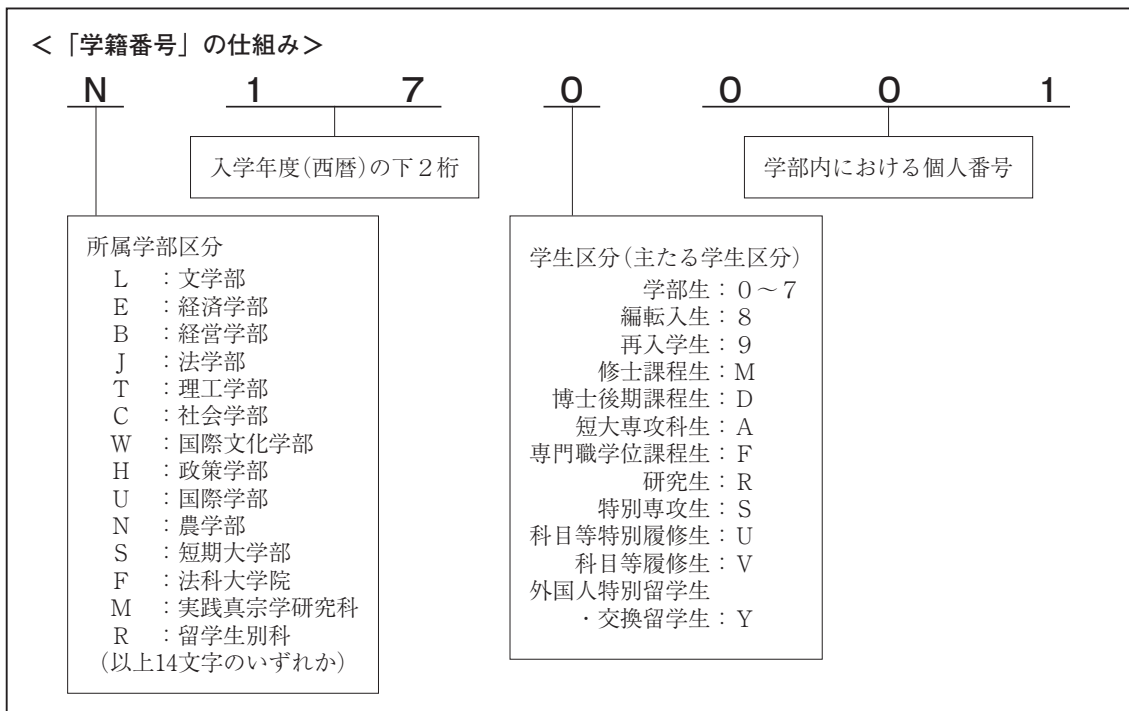 <「学籍番号」の仕組み>
N 1 7 0 0 0 1
入学年度(西暦)の下2桁
学部内における個人番号
所属学部区分
L :文学部
E :経済学部
B :経営学部
J :法学部
T :理工学部
C :社会学部
W :国際文化学部
H :政策学部
U :国際学部
N :農学部
S :短期大学部
F :法科大学院
M :実践真宗学研究科
R :留学生別科
(以上14文字のいずれか)
学生区分(主たる学生区分)
学部生:0~7
編転入生:8
再入学生:9
修士課程生:M
博士後期課程生:D
短大専攻科生:A
専門職学位課程生:F
研究生:R
特別専攻生:S
科目等特別履修生:U
科目等履修生:V
外国人特別留学生
・交換留学生:Y